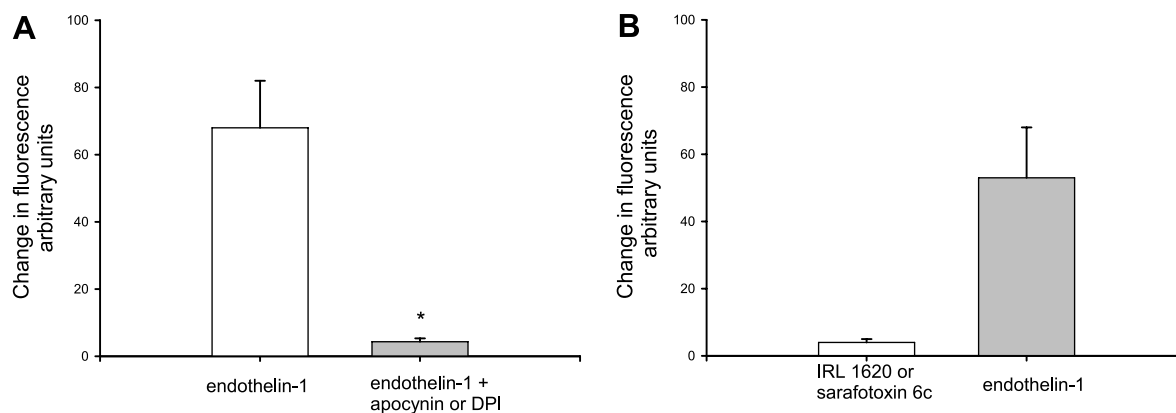 A
Change in fluorescence
arbitrary units
100
80
60
40
20
0
*
endothelin-1
endothelin-1 +
apocynin or DPI
B
Change in fluorescence
arbitrary units
100
80
60
40
20
0
IRL 1620 or
sarafotoxin 6c
endothelin-1